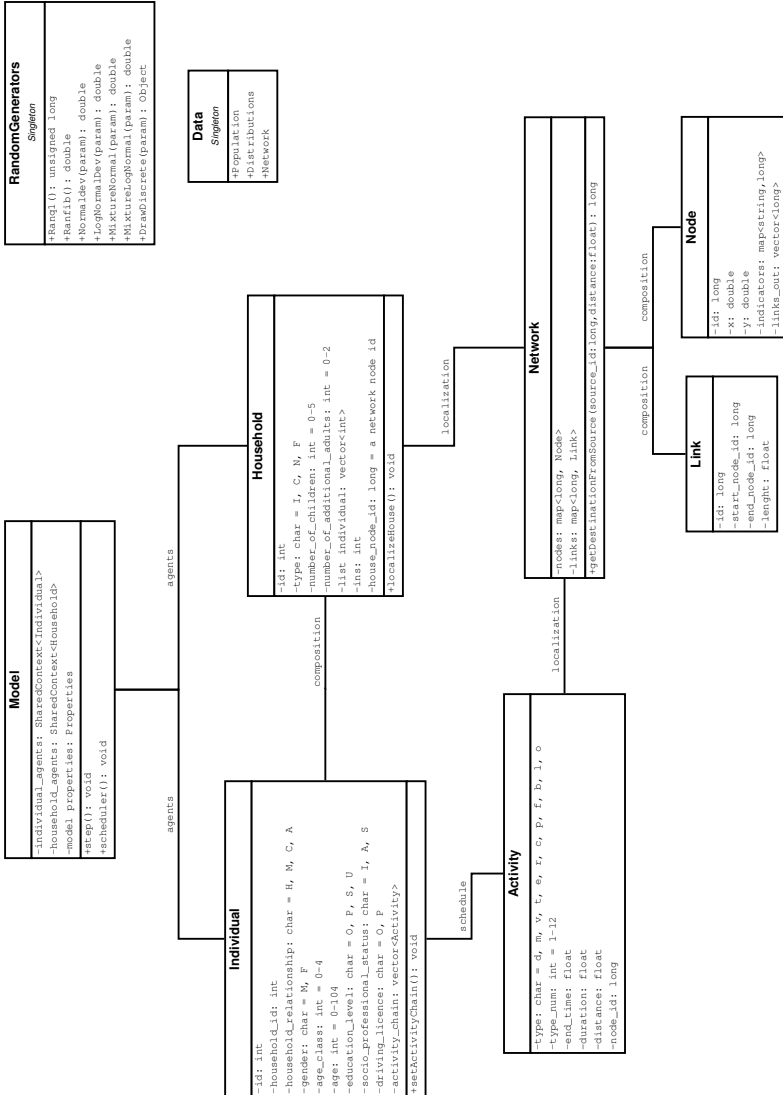 Model
-individual_agents: SharedContext<Individual>
-household_agents: SharedContext<Household>
-model properties: Properties
+step(): void
+scheduler(): void
RandomGenerators
Singleton
+Rangl(): unsigned long
+Ranfib(): double
+Normaldev(param): double
+LogNormalDev(param): double
+MixtureNormal(param): double
+MixtureLogNormal(param): double
+DrawDiscrete(param): Object
agents
agents
Data
Singleton
+Population
+Distributions
+Network
Individual
-id: int
-household_id: int
-household_relationship: char = H, M, C, A
-gender: char = M, F
-age_class: int = 0-4
-age: int = 0-104
-education_level: char = O, P, S, U
-socio_professional_status: char = I, A, S
-driving_licence: char = O, P
-activity_chain: vector<Activity>
+setActivityChain(): void
composition
Household
-id: int
-type: char = I, C, N, F
-number_of_children: int = 0-5
-number_of_additional_adults: int = 0-2
-list individual: vector<int>
-ins: int
-house_node_id: long = a network node id
+localizeHouse(): void
schedule
localization
Activity
-type: char = d, m, v, t, e, r, c, p, f, b, l, o
-type_num: int = 1-12
-end_time: float
-duration: float
-distance: float
-node_id: long
localization
Network
-nodes: map<long, Node>
-links: map<long, Link>
+getDestinationFromSource(source_id:long,distance:float): long
composition
composition
Link
-id: long
-start_node_id: long
-end_node_id: long
-lenght: float
Node
-id: long
-x: double
-y: double
-indicators: map<string,long>
-links_out: vector<long>